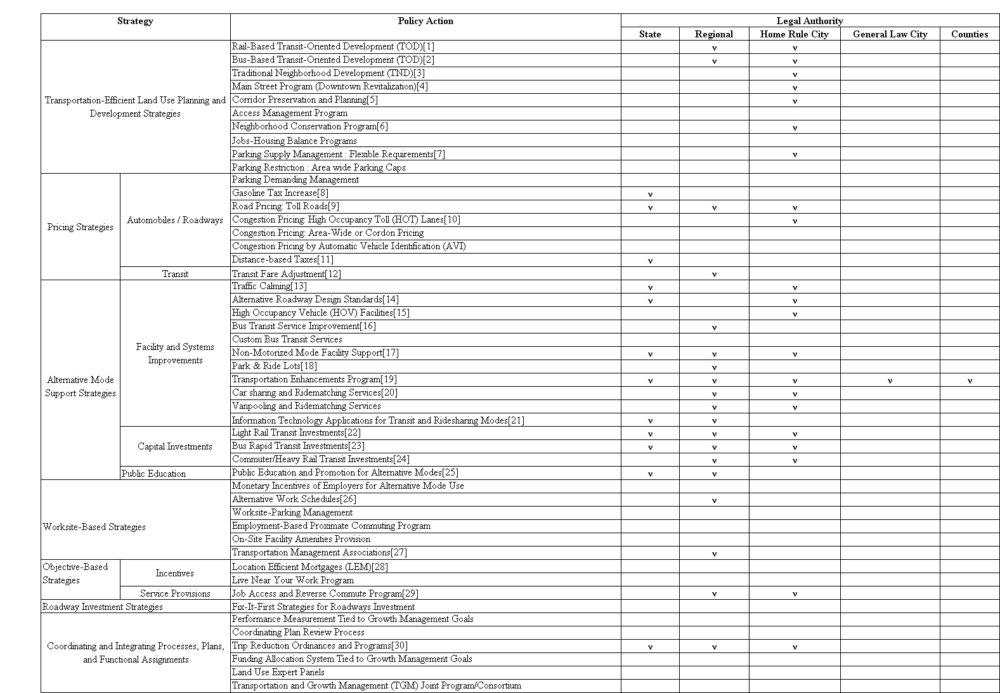 Strategy Policy Action Legal Authority
State Regional Home Rule City General Law City Counties
Transportation-Efficient Land Use Planning and
Development Strategies
Rail-Based Transit-Oriented Development (TOD)[1] ν ν
Bus-Based Transit-Oriented Development (TOD)[2] ν ν
Traditional Neighborhood Development (TND)[3] ν
Main Street Program (Downtown Revitalization)[4] ν
Corridor Preservation and Planning[5] ν
Access Management Program
Neighborhood Conservation Program[6] ν
Jobs-Housing Balance Programs
Parking Supply Management : Flexible Requirements[7] ν
Parking Restriction : Area wide Parking Caps
Pricing Strategies
Automobiles / Roadways
Parking Demanding Management
Gasoline Tax Increase[8] ν
Road Pricing: Toll Roads[9] ν ν ν
Congestion Pricing: High Occupancy Toll (HOT) Lanes[10] ν
Congestion Pricing: Area-Wide or Cordon Pricing
Congestion Pricing by Automatic Vehicle Identification (AVI)
Distance-based Taxes[11] ν
Transit
Transit Fare Adjustment[12] ν
Alternative Mode
Support Strategies
Facility and Systems
Improvements
Traffic Calming[13] ν ν
Alternative Roadway Design Standards[14] ν ν
High Occupancy Vehicle (HOV) Facilities[15] ν
Bus Transit Service Improvement[16] ν
Custom Bus Transit Services
Non-Motorized Mode Facility Support[17] ν ν ν
Park & Ride Lots[18] ν
Transportation Enhancements Program[19] ν ν ν ν ν
Car sharing and Ridematching Services[20] ν ν
Vanpooling and Ridematching Services ν ν
Information Technology Applications for Transit and Ridesharing Modes[21] ν ν
Capital Investments
Light Rail Transit Investments[22] ν ν ν
Bus Rapid Transit Investments[23] ν ν ν
Commuter/Heavy Rail Transit Investments[24] ν ν
Public Education
Public Education and Promotion for Alternative Modes[25] ν ν
Worksite-Based Strategies
Monetary Incentives of Employers for Alternative Mode Use
Alternative Work Schedules[26] ν
Worksite-Parking Management
Employment-Based Proximate Commuting Program
On-Site Facility Amenities Provision
Transportation Management Associations[27] ν
Objective-Based
Strategies
Incentives
Location Efficient Mortgages (LEM)[28]
Live Near Your Work Program
Service Provisions
Job Access and Reverse Commute Program[29] ν ν
Roadway Investment Strategies
Fix-It-First Strategies for Roadways Investment
Coordinating and Integrating Processes, Plans,
and Functional Assignments
Performance Measurement Tied to Growth Management Goals
Coordinating Plan Review Process
Trip Reduction Ordinances and Programs[30] ν ν ν
Funding Allocation System Tied to Growth Management Goals
Land Use Expert Panels
Transportation and Growth Management (TGM) Joint Program/Consortium